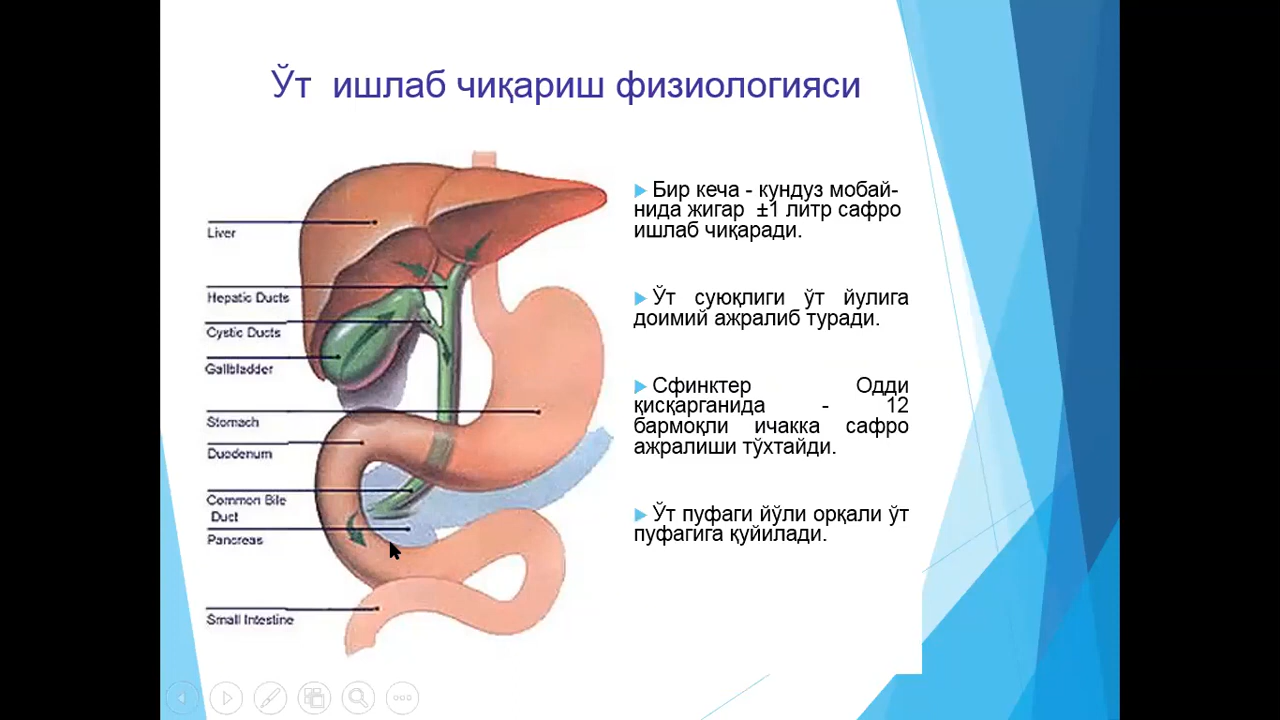 Ўт ишлаб чиқариш физиологияси
Liver
Hepatic Ducts
Cystic Ducts
Gallbladder
Stomach
Duodenum
Common Bile
Duct
Pancreas
Small Intestine
Бир кеча - кундуз мобай-
нида жигар ±1 литр сафро
ишлаб чиқаради.
Ўт суюқлиги ўт йулига
доимий ажралиб туради.
Сфинктер Одди
қисқарганида - 12
бармоқли ичакка сафро
ажралиши тўхтайди.
Ўт пуфаги йўли орқали ўт
пуфагига қуйилади.